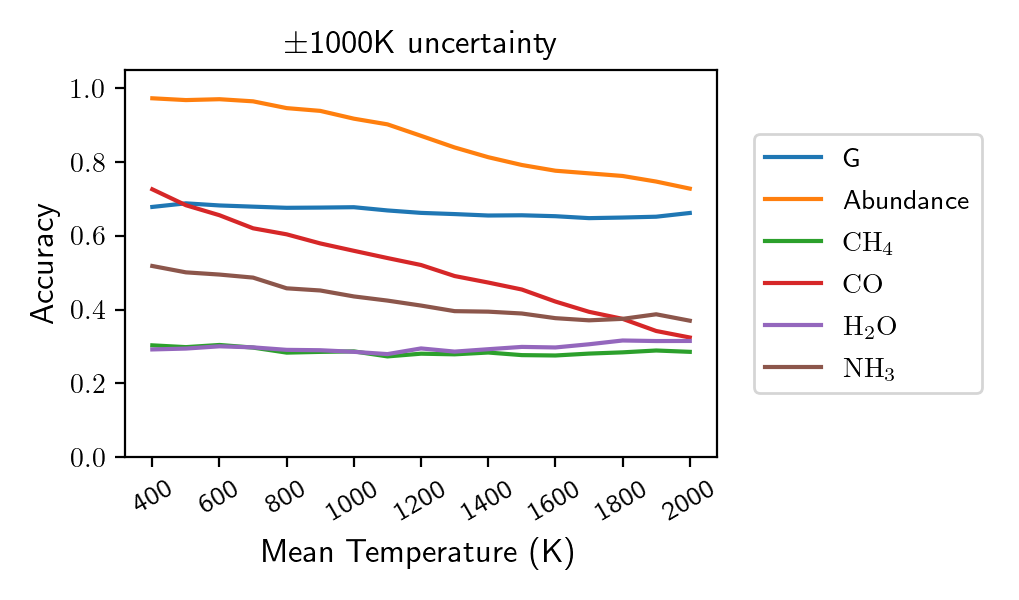 ±1000K uncertainty
1.0
0.8
0.6
0.4
0.2
0.0
Accuracy
400 600 800 1000 1200 1400 1600 1800 2000
Mean Temperature (K)
G
Abundance
CH₄
CO
H₂O
NH₃